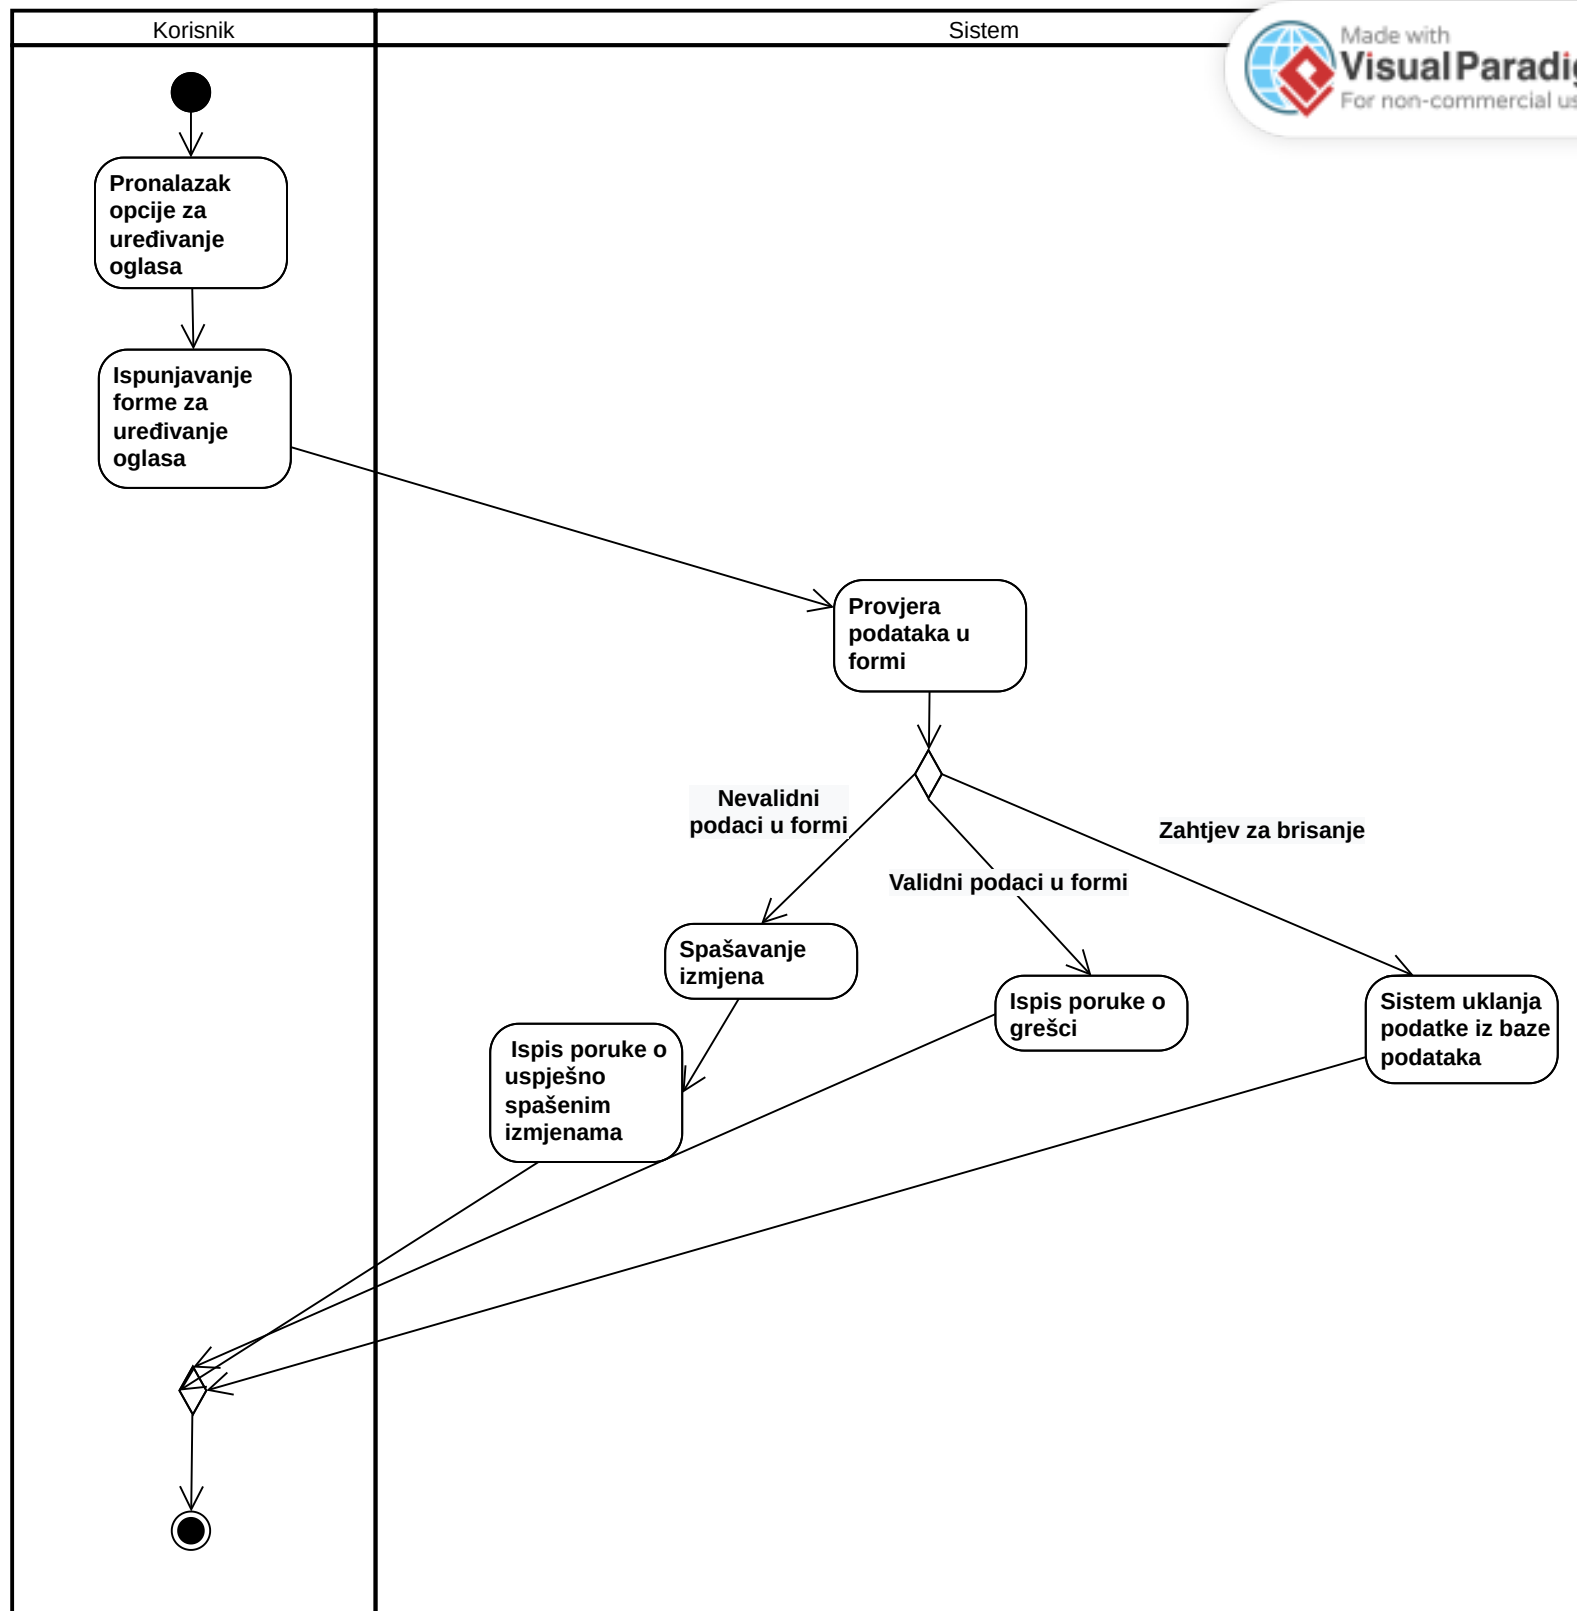 Korisnik
Sistem
Made with
VisualParadig
For non-commercial us
Pronalazak
opcije za
uređivanje
oglasa
Ispunjavanje
forme za
uređivanje
oglasa
Provjera
podataka u
formi
Nevalidni
podaci u formi
Zahtjev za brisanje
Validni podaci u formi
Spašavanje
izmjena
Ispis poruke o
grešci
Sistem uklanja
podatke iz baze
podataka
Ispis poruke o
uspješno
spašenim
izmjenama